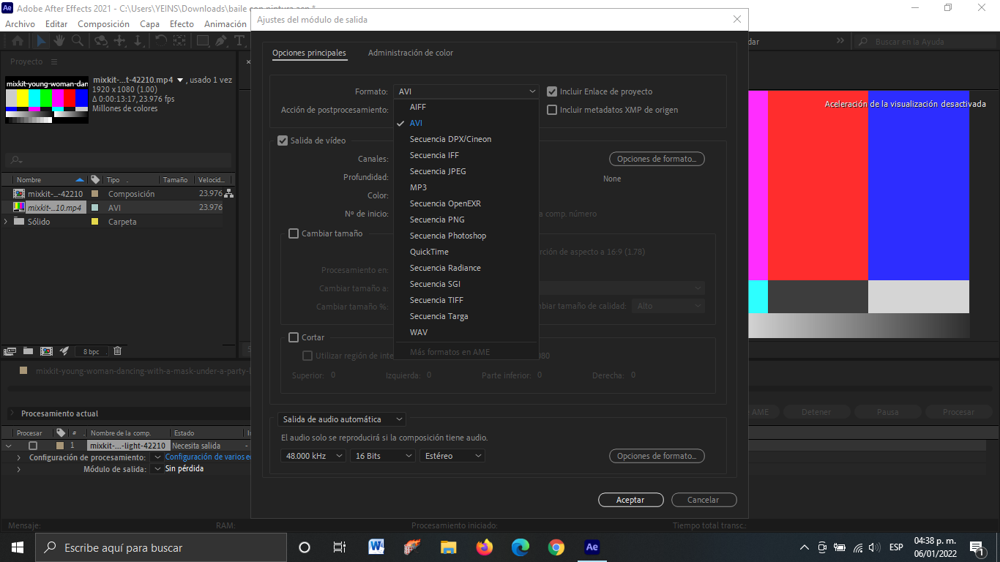 Adobe After Effects 2021 - C:\Users\YEINS\Downloads\baile con pintura.aep *
Archivo Editar Composición Capa Efecto Animación
Ajustes del módulo de salida
Buscar en la Ayuda
Proyecto
mixkit-...t-42210.mp4 , usado 1 vez
1920 x 1080 (1.00)
Δ 0:00:13:17, 23.976 fps
Millones de colores
mixkit-young-woman-dan
Nombre Tipo Tamaño Velocid...
mixkit-...-42210 Composición 23.976
mixkit-...10.mp4 AVI 23.976
Sólido Carpeta
8 bpc
Opciones principales Administración de color
Formato: AVI
Incluir Enlace de proyecto
Acción de postprocesamiento:
Incluir metadatos XMP de origen
AIFF
AVI
Secuencia DPX/Cineon
Secuencia IFF
Secuencia JPEG
MP3
Secuencia OpenEXR
Secuencia PNG
Secuencia Photoshop
QuickTime
Secuencia Radiance
Secuencia SGI
Secuencia TIFF
Secuencia Targa
WAV
Más formatos en AME
Salida de vídeo
Canales:
Opciones de formato...
Profundidad:
None
Color:
Nº de inicio:
a comp. número
Cambiar tamaño
rción de aspecto a 16:9 (1.78)
Procesamiento en:
Cambiar tamaño a:
Cambiar tamaño %:
biar tamaño de calidad: Alto
Cortar
Utilizar región de inte
080
Superior: 0 Izquierda: 0 Parte inferior: 0 Derecha: 0
Salida de audio automática
El audio solo se reproducirá si la composición tiene audio.
48.000 kHz 16 Bits Estéreo
Opciones de formato...
Aceptar Cancelar
Aceleración de la visualización desactivada
mixkit-young-woman-dancing-with-a-mask-under-a-party-l
Procesamiento actual
AME Detener Pausa Procesar
Procesar # . Nombre de la comp. Estado
1 mixkit-...-light-42210 Necesita salida -
Configuración de procesamiento: Configuración de varios e
Módulo de salida: Sin pérdida
Mensaje: RAM: Procesamiento iniciado: Tiempo total transc.:
Escribe aquí para buscar
ESP
04:38 p. m.
06/01/2022
1